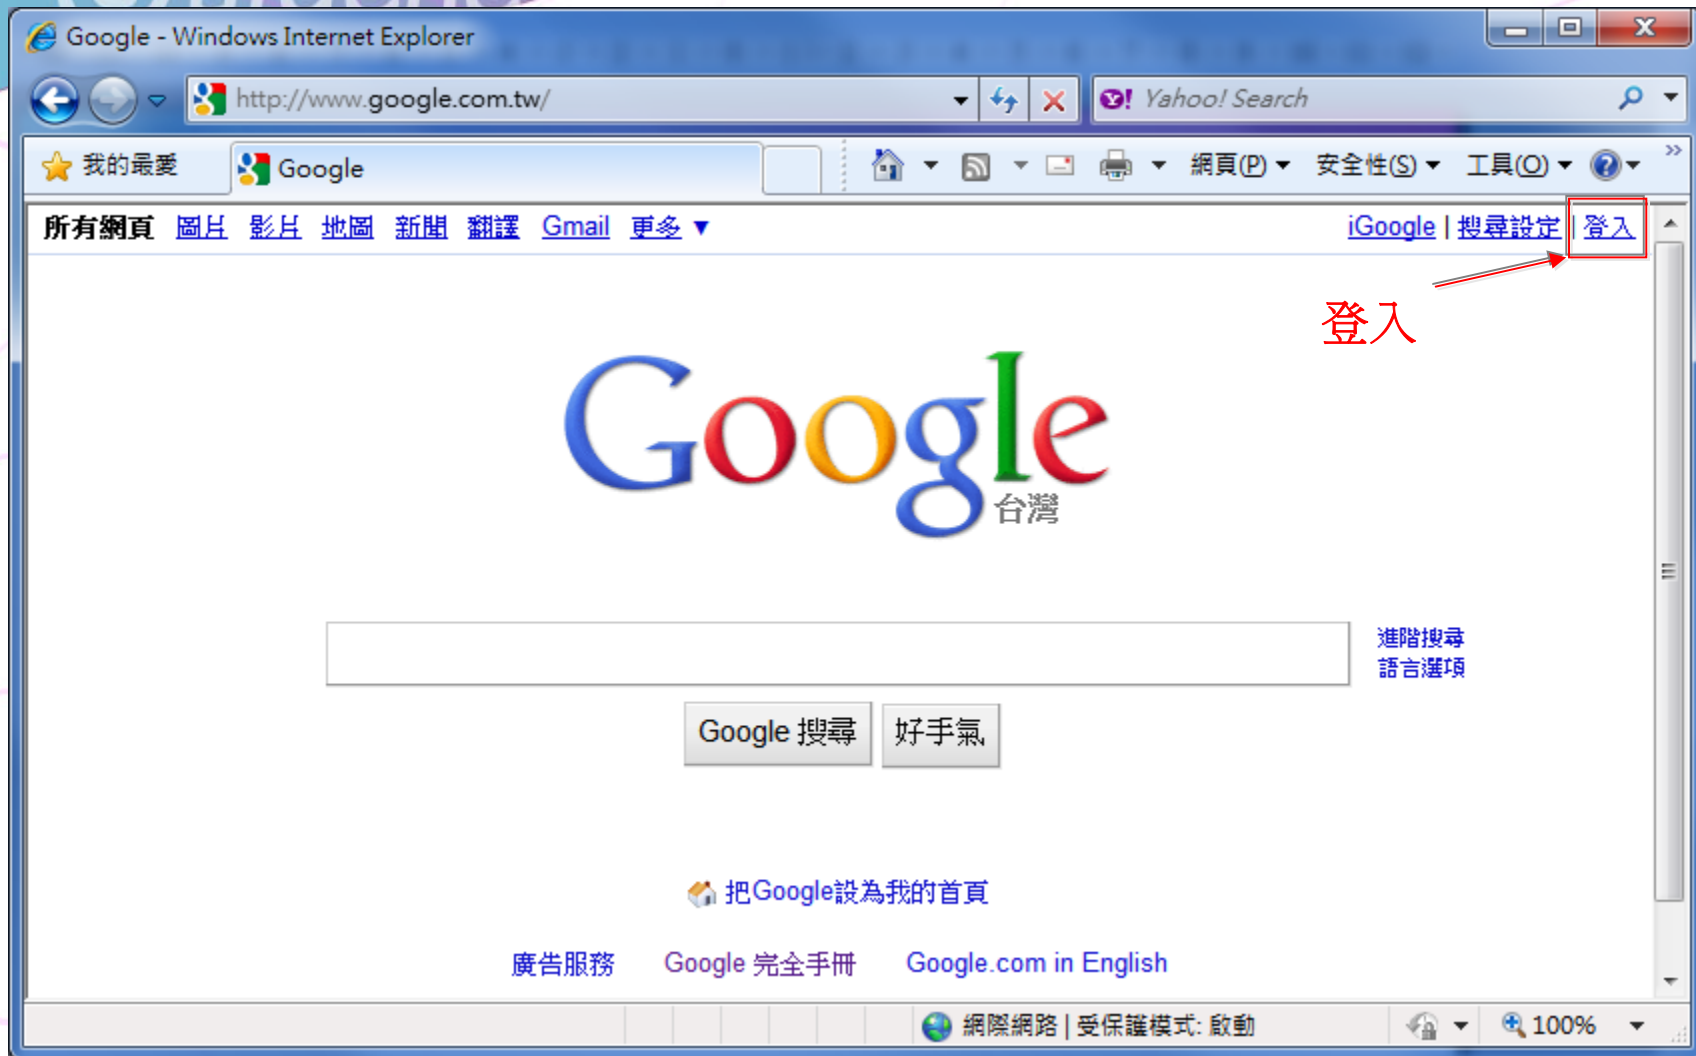 Google - Windows Internet Explorer
http://www.google.com.tw/ Yahoo! Search
我的最愛 Google 網頁(P) 安全性(S) 工具(O)
所有網頁 圖片 影片 地圖 新聞 翻譯 Gmail 更多 ▼ iGoogle | 搜尋設定 | 登入
登入
Google
台灣
進階搜尋
語言選項
Google 搜尋 好手氣
把Google設為我的首頁
廣告服務 Google 完全手冊 Google.com in English
網際網路 | 受保護模式: 啟動 100%